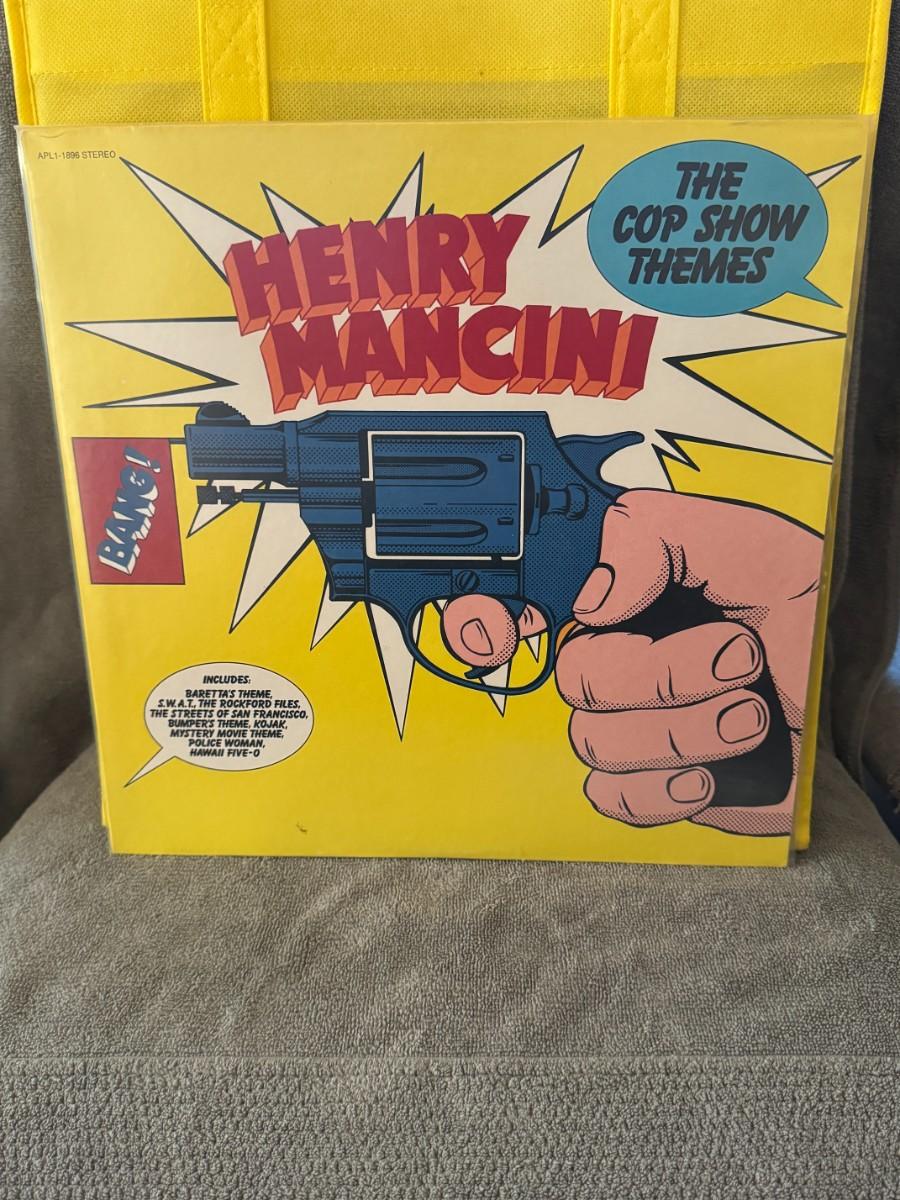 APL1-1896 STEREO
THE
COP SHOW
THEMES
HENRY
MANCINI
BANG!
INCLUDES:
BARETTA'S THEME,
S.W.A.T., THE ROCKFORD FILES,
THE STREETS OF SAN FRANCISCO,
BUMPER'S THEME, KOJAK,
MYSTERY MOVIE THEME,
POLICE WOMAN,
HAWAII FIVE-O